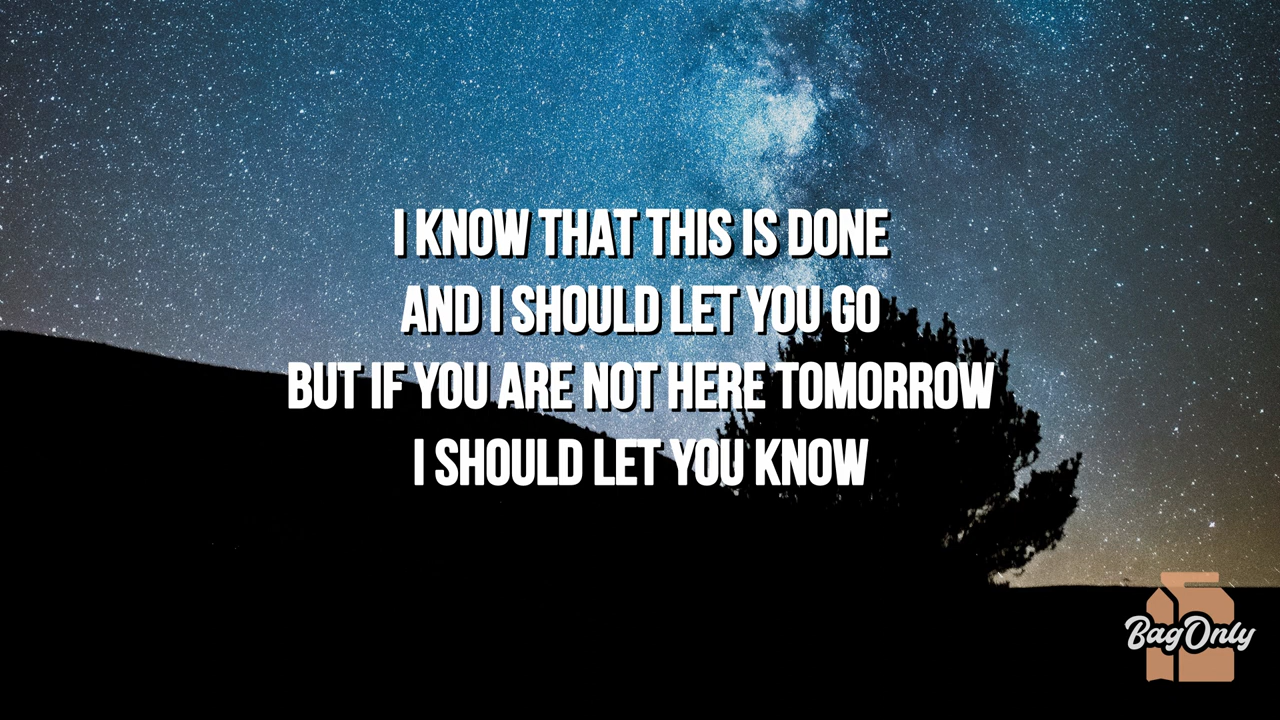 I KNOW THAT THIS IS DONE
AND I SHOULD LET YOU GO
BUT IF YOU ARE NOT HERE TOMORROW
I SHOULD LET YOU KNOW
BagOnly